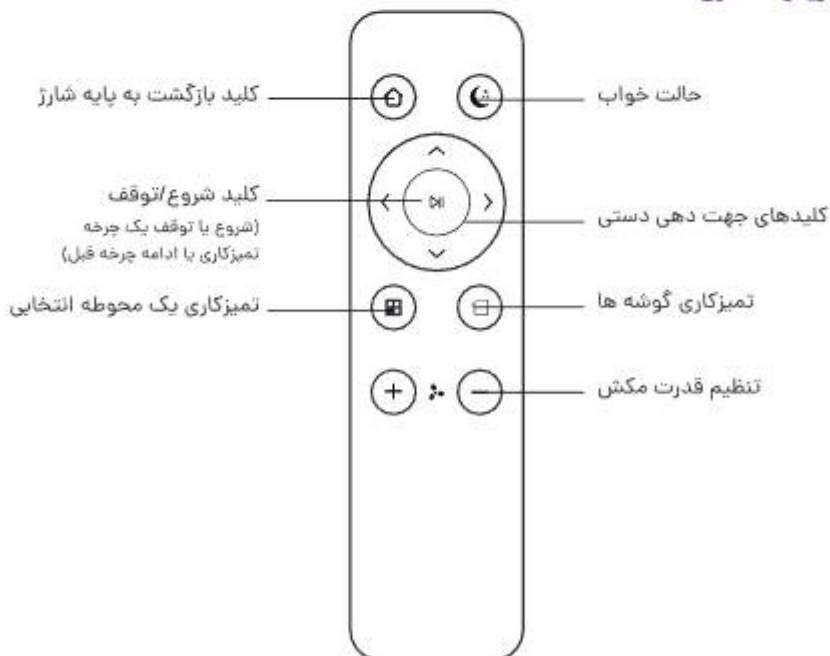 حالت خواب
کلید بازگشت به پایه شارژ
کلید شروع/توقف
(شروع یا توقف یک چرخه
تمیزکاری یا ادامه چرخه قبل)
کلیدهای جهت دهی دستی
تمیزکاری گوشه ها
تمیزکاری یک محوطه انتخابی
تنظیم قدرت مکش